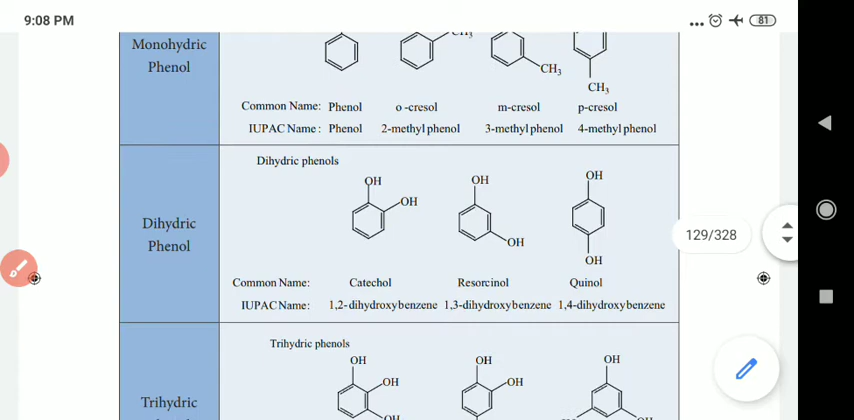 9:08 PM
81
Monohydric
Phenol
CH3
CH3
CH3
Common Name: Phenol o -cresol m-cresol p-cresol
IUPAC Name : Phenol 2-methyl phenol 3-methyl phenol 4-methyl phenol
Dihydric phenols
OH OH OH
OH
Dihydric
Phenol
OH
OH
129/328
Common Name: Catechol Resorcinol Quinol
IUPAC Name: 1,2-dihydroxybenzene 1,3-dihydroxybenzene 1,4-dihydroxybenzene
Trihydric phenols
OH OH OH
OH OH
Trihydric
OH OH